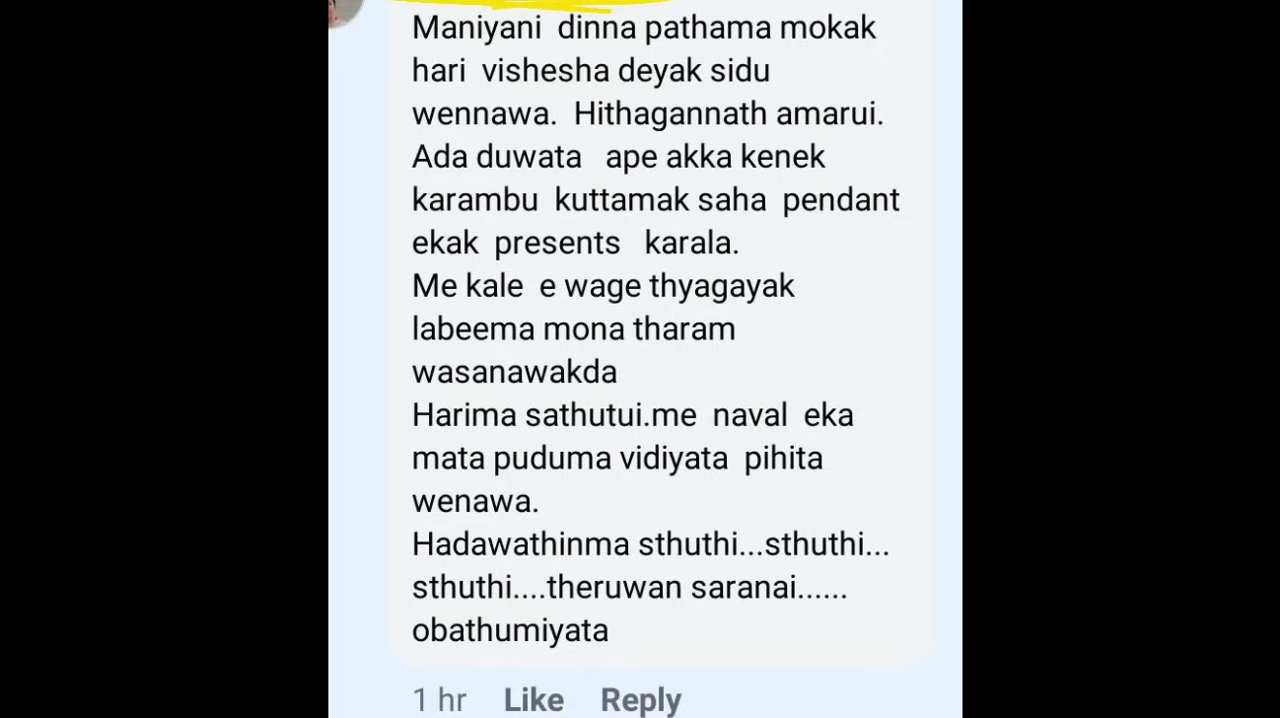 Maniyani dinna pathama mokak
hari vishesha deyak sidu
wennawa. Hithagannath amarui.
Ada duwata ape akka kenek
karambu kuttamak saha pendant
ekak presents karala.
Me kale e wage thyagayak
labeema mona tharam
wasanawakda
Harima sathutui.me naval eka
mata puduma vidiyata pihita
wenawa.
Hadawathinma sthuthi...sthuthi...
sthuthi....theruwan saranai......
obathumiyata
1 hr Like Reply